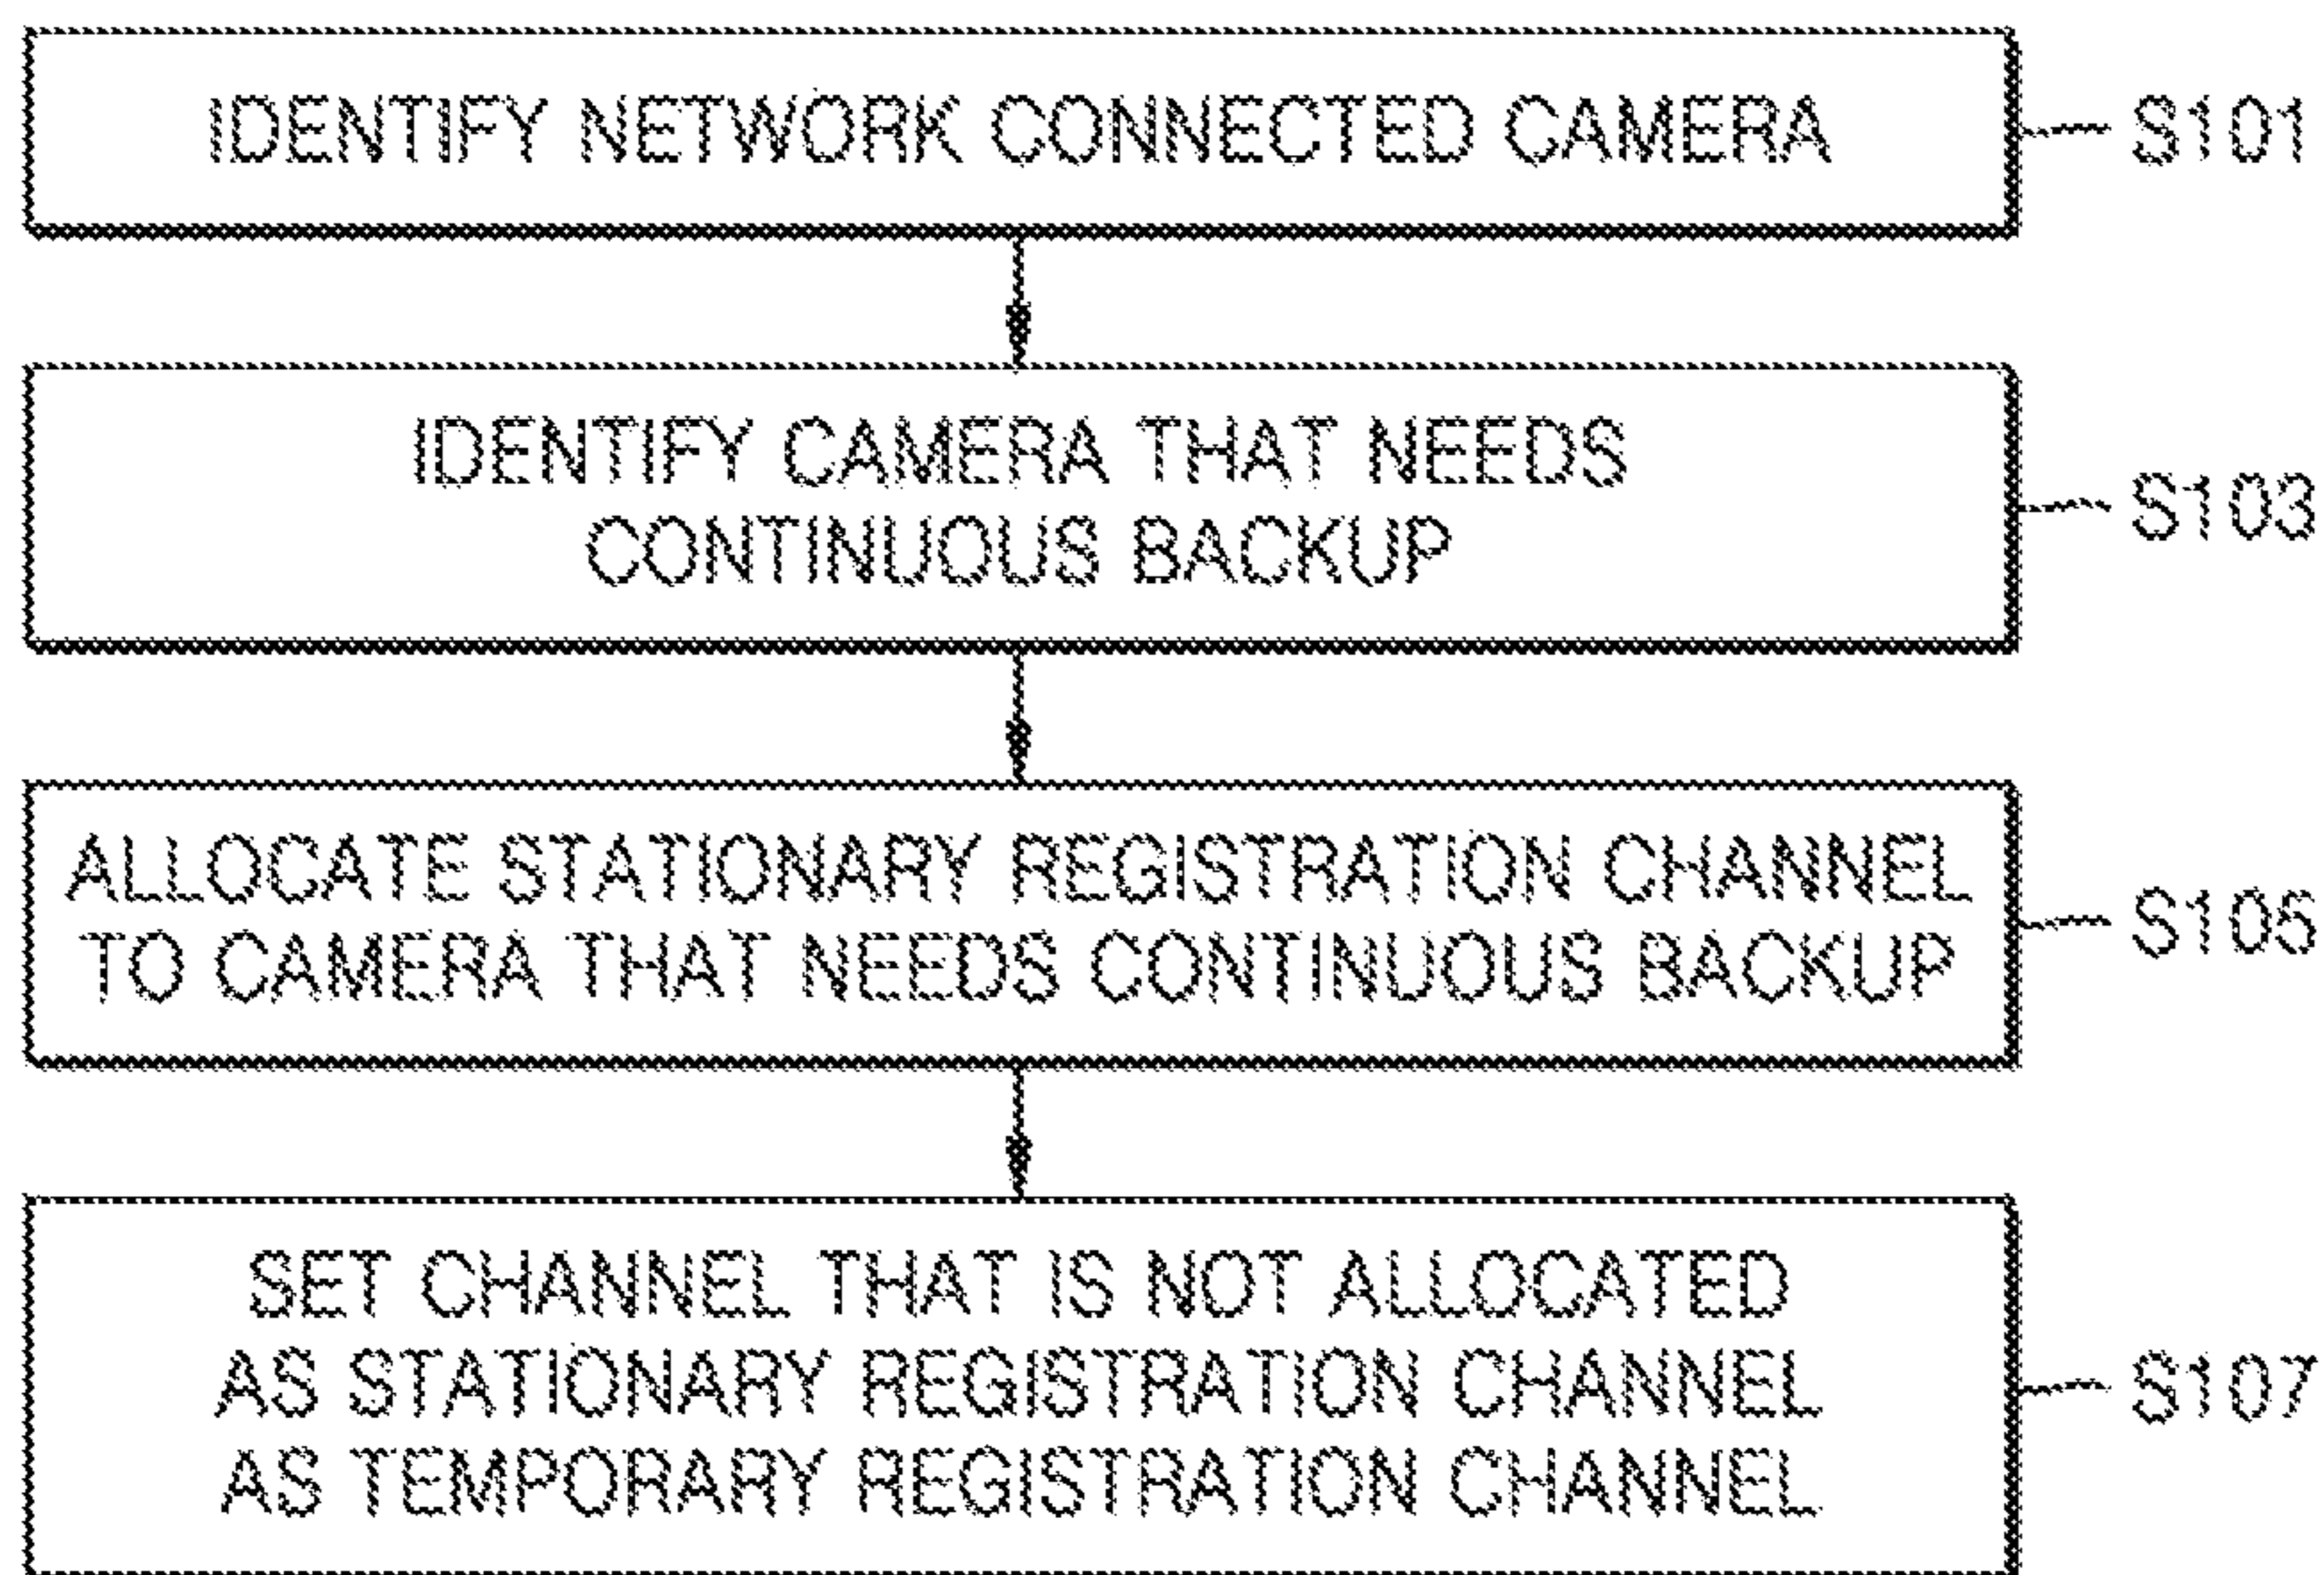 IDENTIFY NETWORK CONNECTED CAMERA
S101
IDENTIFY CAMERA THAT NEEDS
CONTINUOUS BACKUP
S103
ALLOCATE STATIONARY REGISTRATION CHANNEL
TO CAMERA THAT NEEDS CONTINUOUS BACKUP
S105
SET CHANNEL THAT IS NOT ALLOCATED
AS STATIONARY REGISTRATION CHANNEL
AS TEMPORARY REGISTRATION CHANNEL
S107